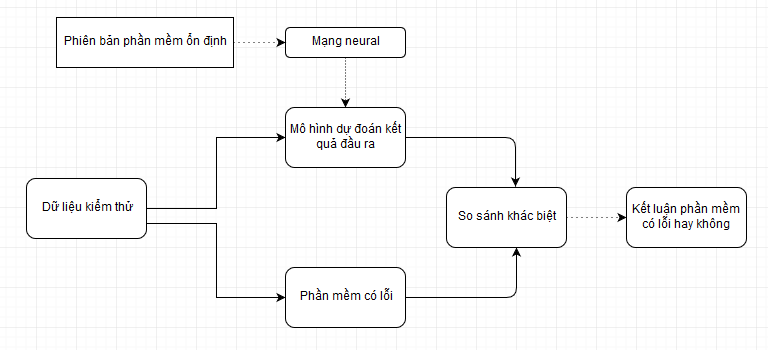 Phiên bản phần mềm ổn định
Mạng neural
Mô hình dự đoán kết
quả đầu ra
Dữ liệu kiểm thử
So sánh khác biệt
Kết luận phần mềm
có lỗi hay không
Phần mềm có lỗi